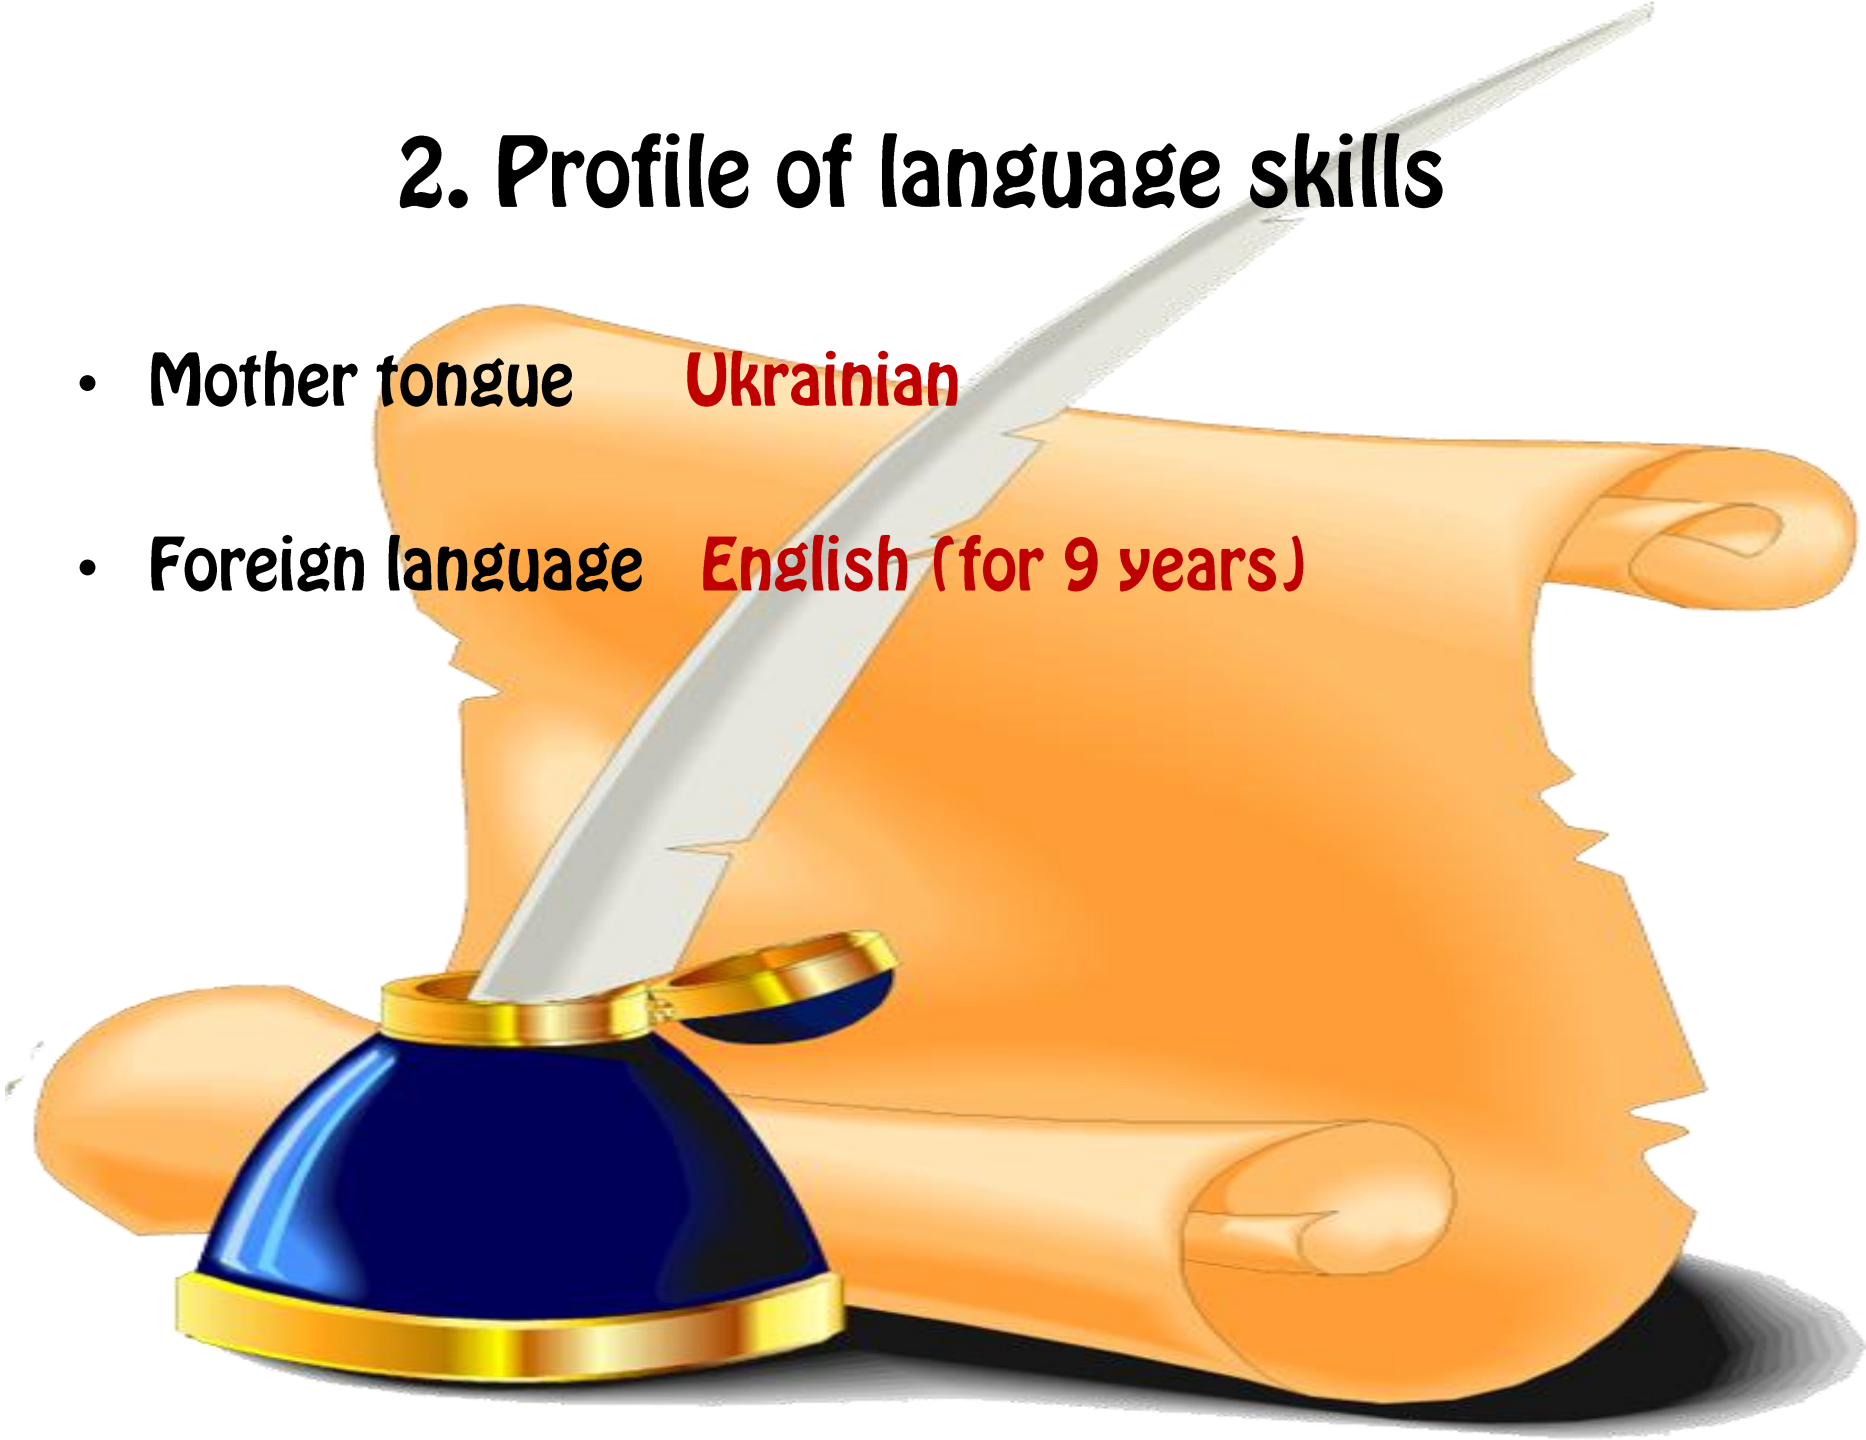 2. Profile of language skills
• Mother tongue Ukrainian
• Foreign language English (for 9 years)